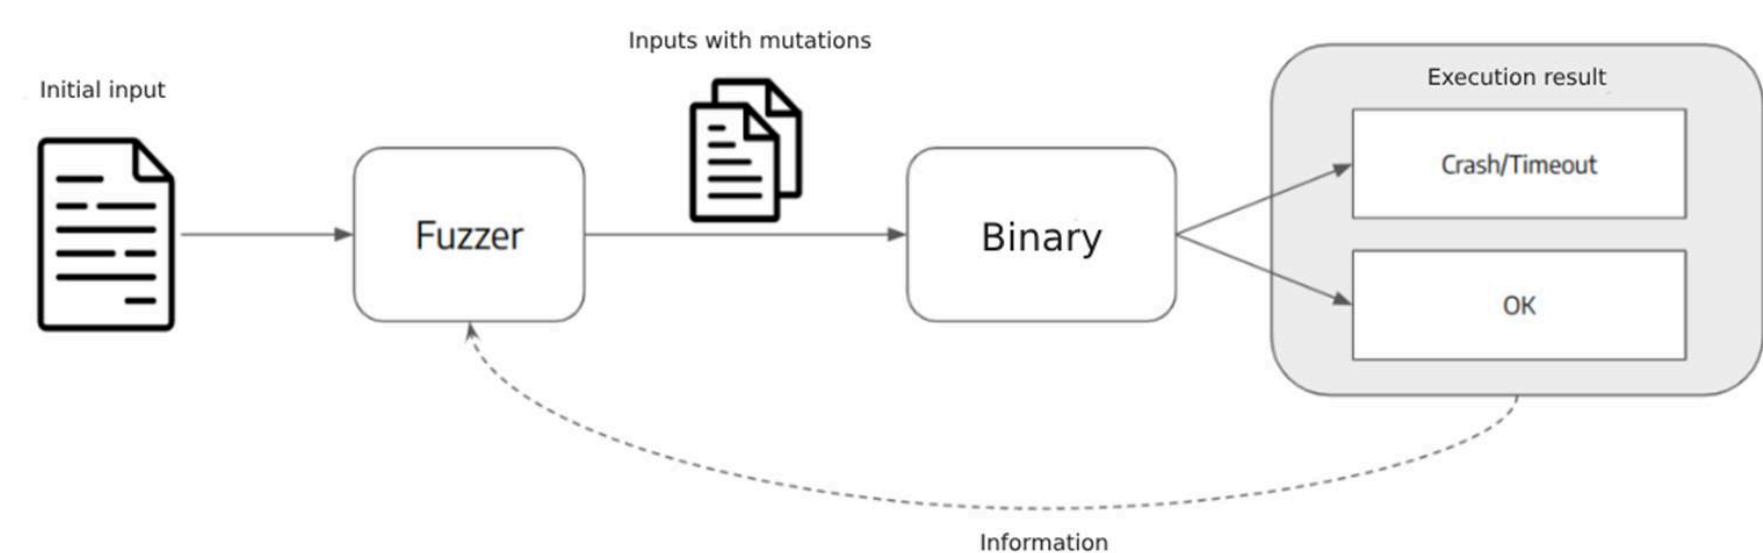 Initial input
Inputs with mutations
Execution result
Fuzzer
Binary
Crash/Timeout
OK
Information